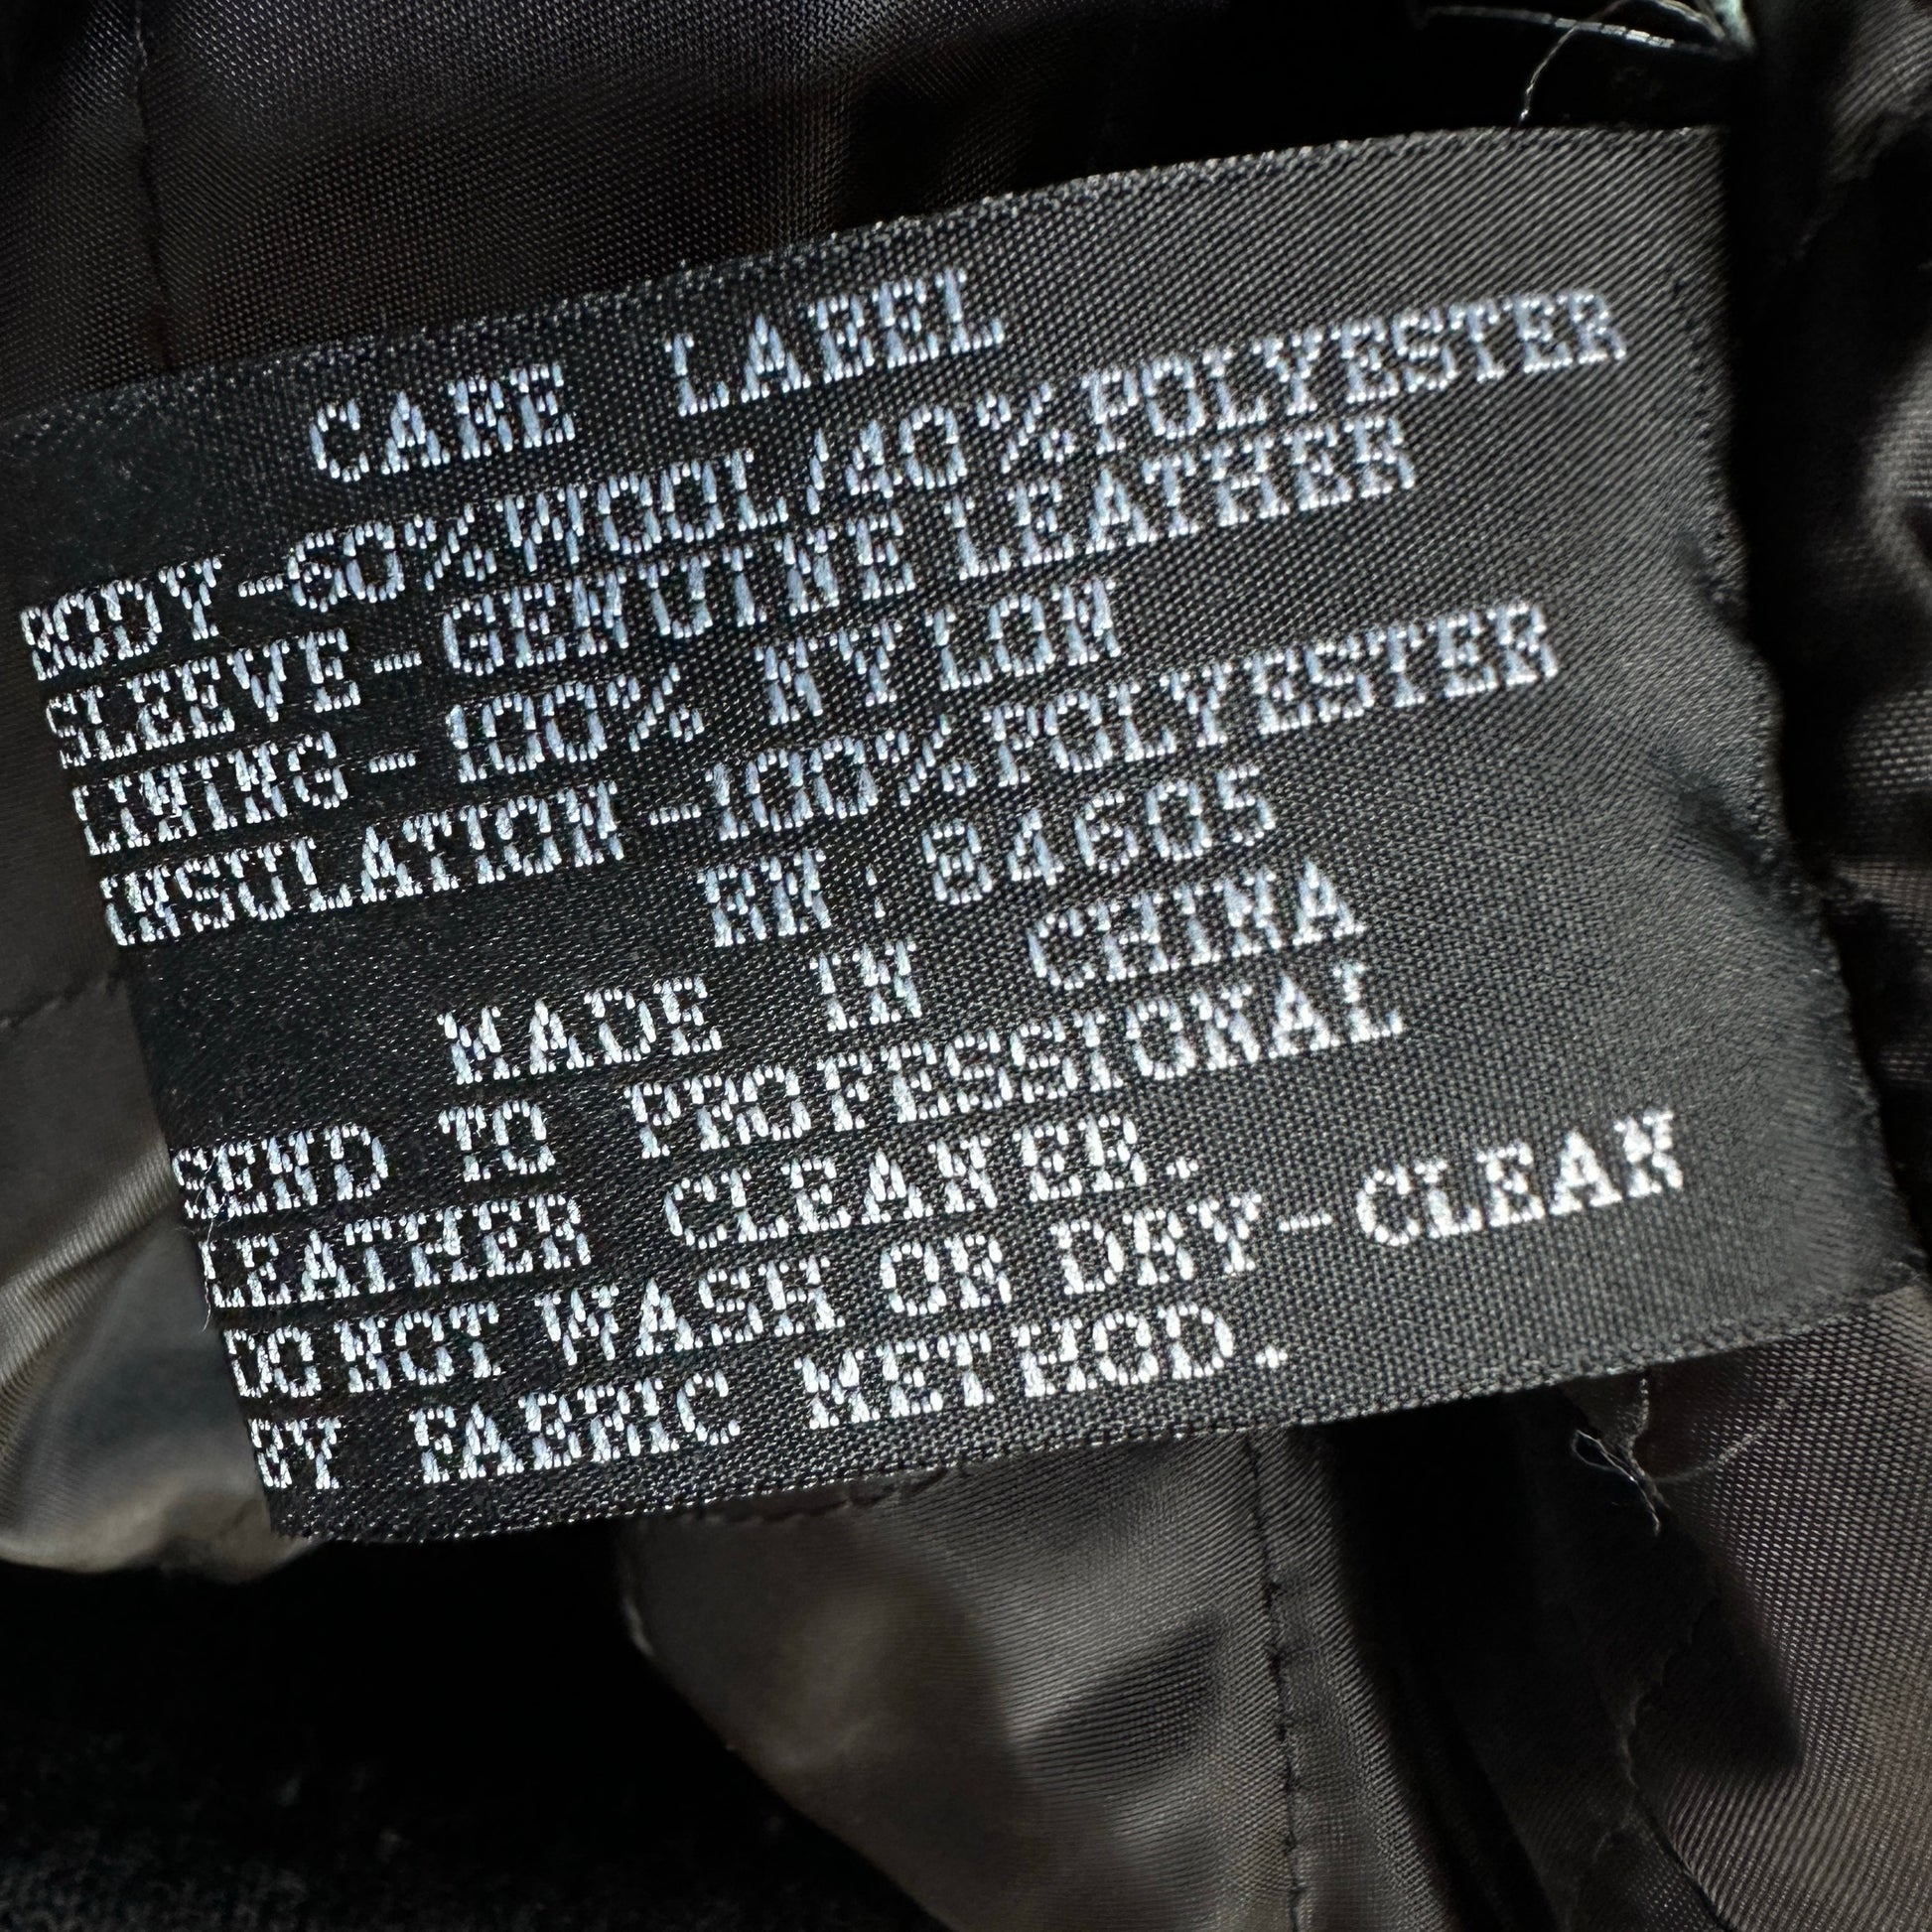 CARE LABEL
BODY-60%WOOL/40%POLYESTER
SLEEVE-GENUINE LEATHER
LINING-100% NYLON
INSULATION-100%POLYESTER
RN: 84605
MADE IN CHINA
SEND TO PROFESSIONAL
LEATHER CLEANER.
DO NOT WASH OR DRY-CLEAN
BY FABRIC METHOD.